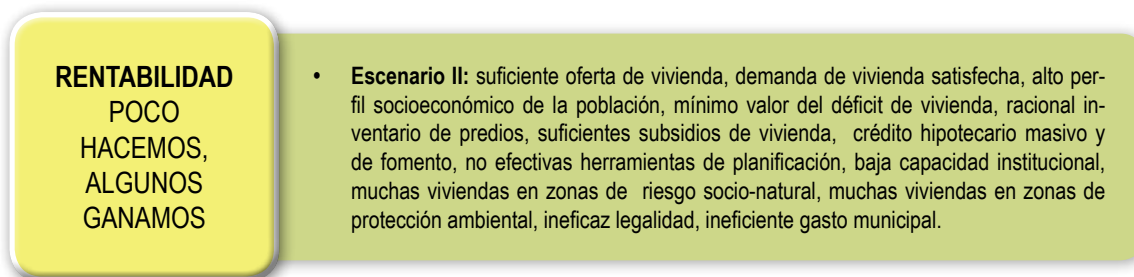 RENTABILIDAD
POCO
HACEMOS,
ALGUNOS
GANAMOS
• Escenario II: suficiente oferta de vivienda, demanda de vivienda satisfecha, alto per-
fil socioeconómico de la población, mínimo valor del déficit de vivienda, racional in-
ventario de predios, suficientes subsidios de vivienda, crédito hipotecario masivo y
de fomento, no efectivas herramientas de planificación, baja capacidad institucional,
muchas viviendas en zonas de riesgo socio-natural, muchas viviendas en zonas de
protección ambiental, ineficaz legalidad, ineficiente gasto municipal.